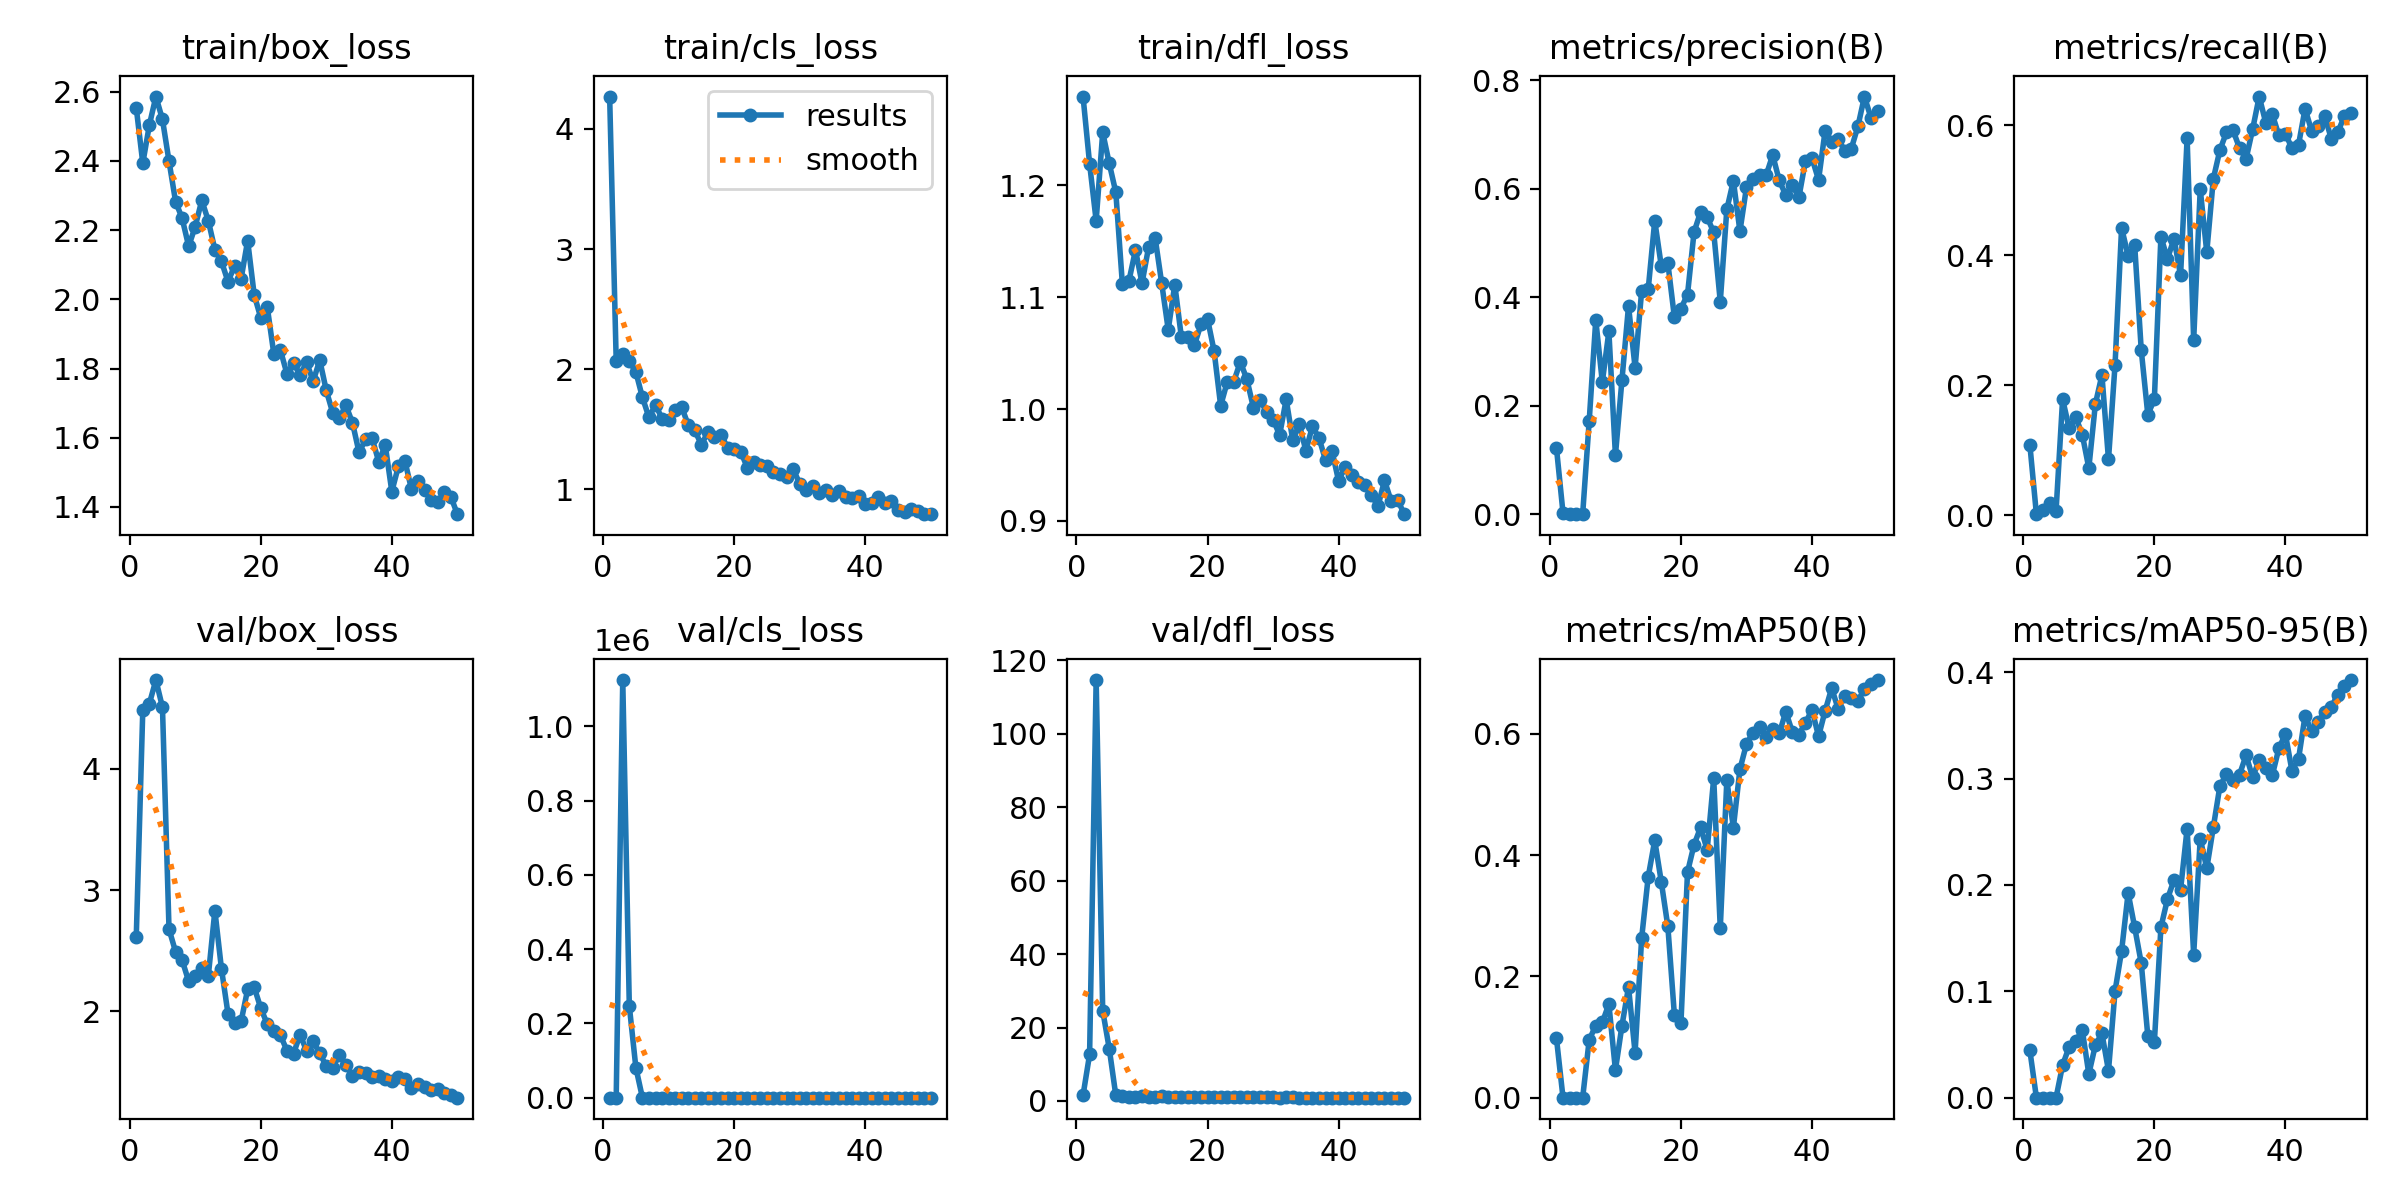 train/box_loss
train/cls_loss
train/dfl_loss
metrics/precision(B)
metrics/recall(B)
2.6
2.4
2.2
2.0
1.8
1.6
1.4
0 20 40
4
3
2
1
0 20 40
results
smooth
1.2
1.1
1.0
0.9
0 20 40
0.8
0.6
0.4
0.2
0.0
0 20 40
0.6
0.4
0.2
0.0
0 20 40
val/box_loss
val/cls_loss
val/dfl_loss
metrics/mAP50(B)
metrics/mAP50-95(B)
4
3
2
0 20 40
1e6
1.0
0.8
0.6
0.4
0.2
0.0
0 20 40
120
100
80
60
40
20
0
0 20 40
0.6
0.4
0.2
0.0
0 20 40
0.4
0.3
0.2
0.1
0.0
0 20 40